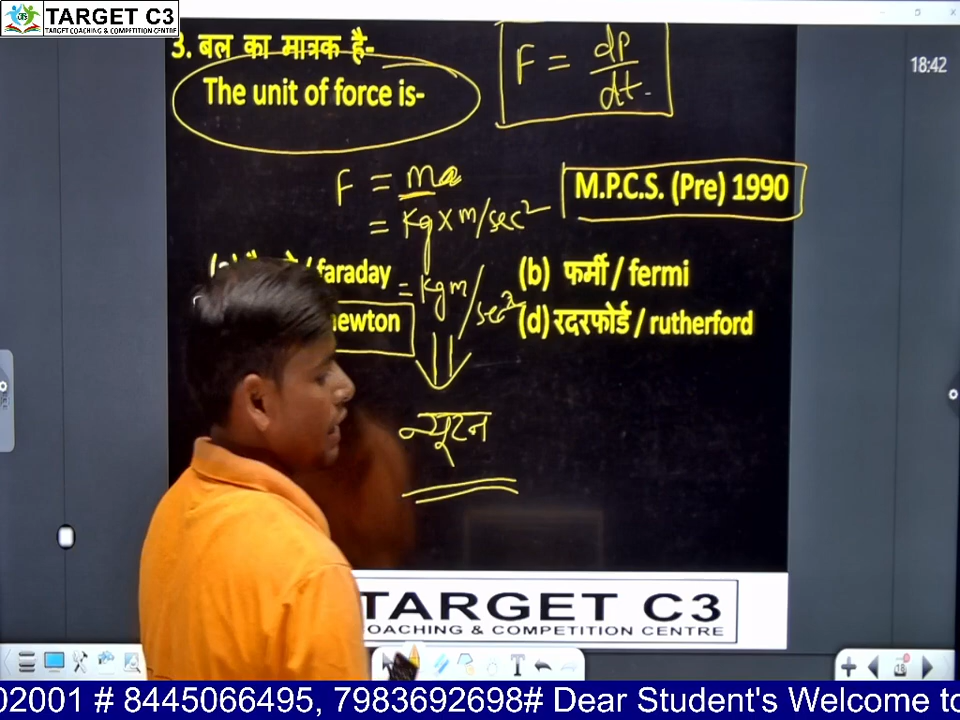 TARGET C3
TARGET COACHING & COMPETITION CENTRE
3. बल का मात्रक है-
The unit of force is-
F = dp/dt
18:42
F = ma
M.P.C.S. (Pre) 1990
= Kg x m/sec²
/ faraday
(b) फर्मी / fermi
= Kgm/sec²
newton
(d) रदरफोर्ड / rutherford
न्यूटन
TARGET C3
COACHING & COMPETITION CENTRE
02001 # 8445066495, 7983692698# Dear Student's Welcome to